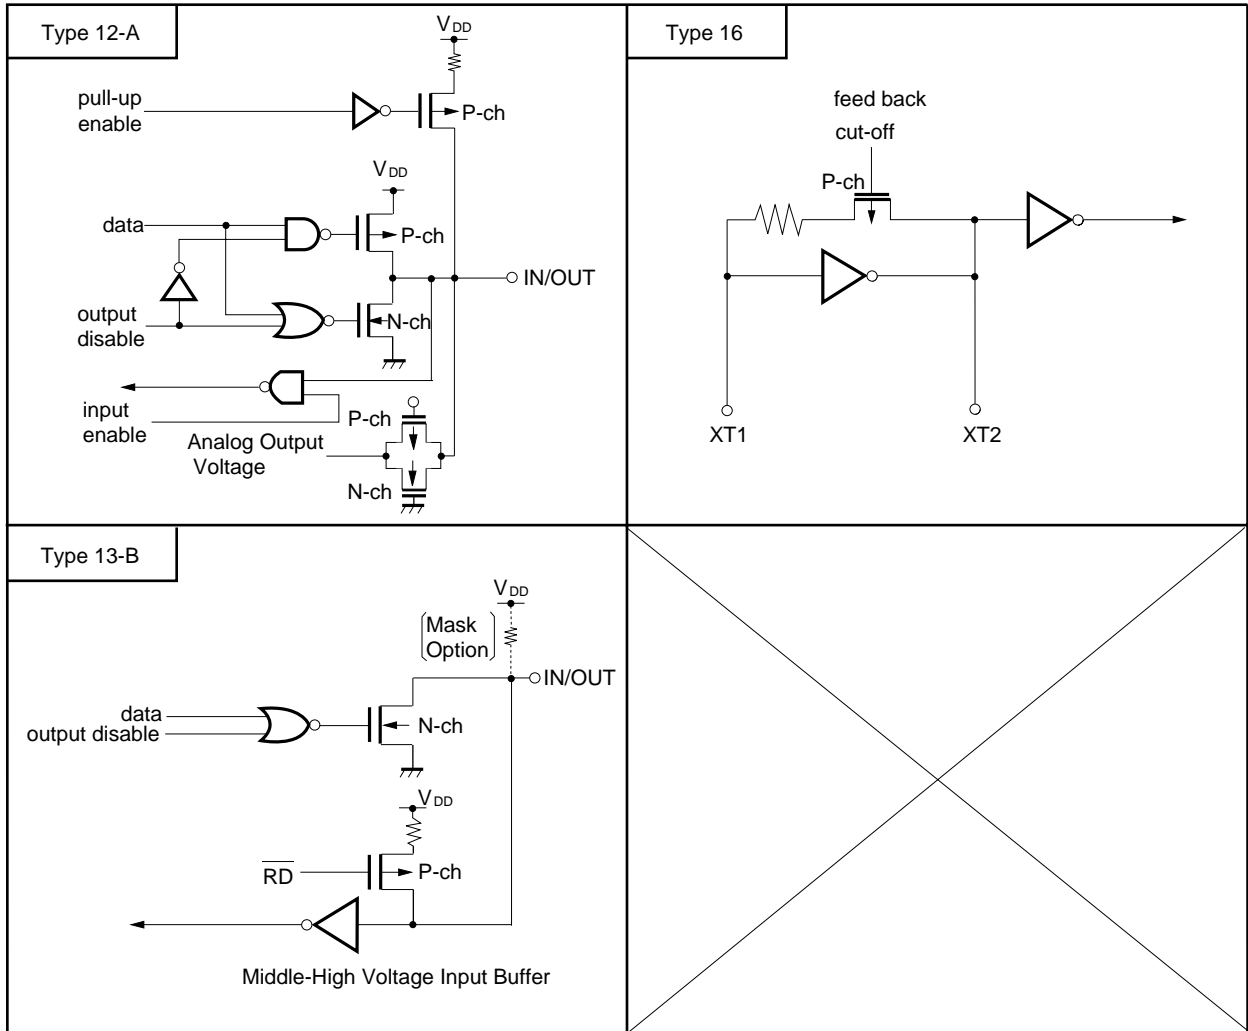 Type 12-A
VDD
pull-up
enable
P-ch
VDD
data
P-ch
IN/OUT
output
disable
N-ch
input
enable
P-ch
Analog Output
Voltage
N-ch
Type 16
feed back
cut-off
P-ch
XT1
XT2
Type 13-B
VDD
Mask
Option
IN/OUT
data
output disable
N-ch
VDD
RD
P-ch
Middle-High Voltage Input Buffer